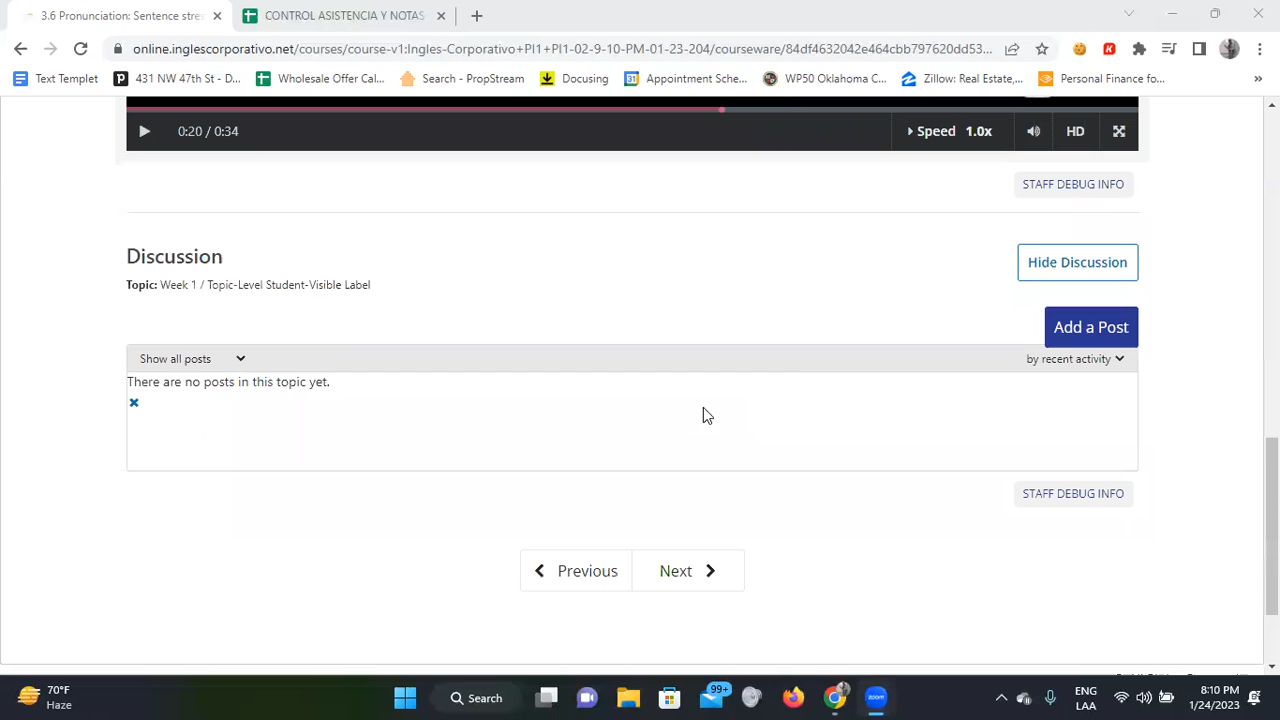 3.6 Pronunciation: Sentence stres
CONTROL ASISTENCIA Y NOTAS
online.inglescorporativo.net/courses/course-v1:Ingles-Corporativo+PI1+PI1-02-9-10-PM-01-23-204/courseware/84df4632042e464cbb797620dd53...
Text Templet
431 NW 47th St - D...
Wholesale Offer Cal...
Search - PropStream
Docusing
Appointment Sche...
WP50 Oklahoma C...
Zillow: Real Estate,...
Personal Finance fo...
»
0:20 / 0:34
Speed 1.0x
HD
STAFF DEBUG INFO
Discussion
Hide Discussion
Topic: Week 1 / Topic-Level Student-Visible Label
Add a Post
Show all posts
by recent activity
There are no posts in this topic yet.
STAFF DEBUG INFO
Previous
Next
70°F
Haze
Search
99+
zoom
ENG
LAA
8:10 PM
1/24/2023